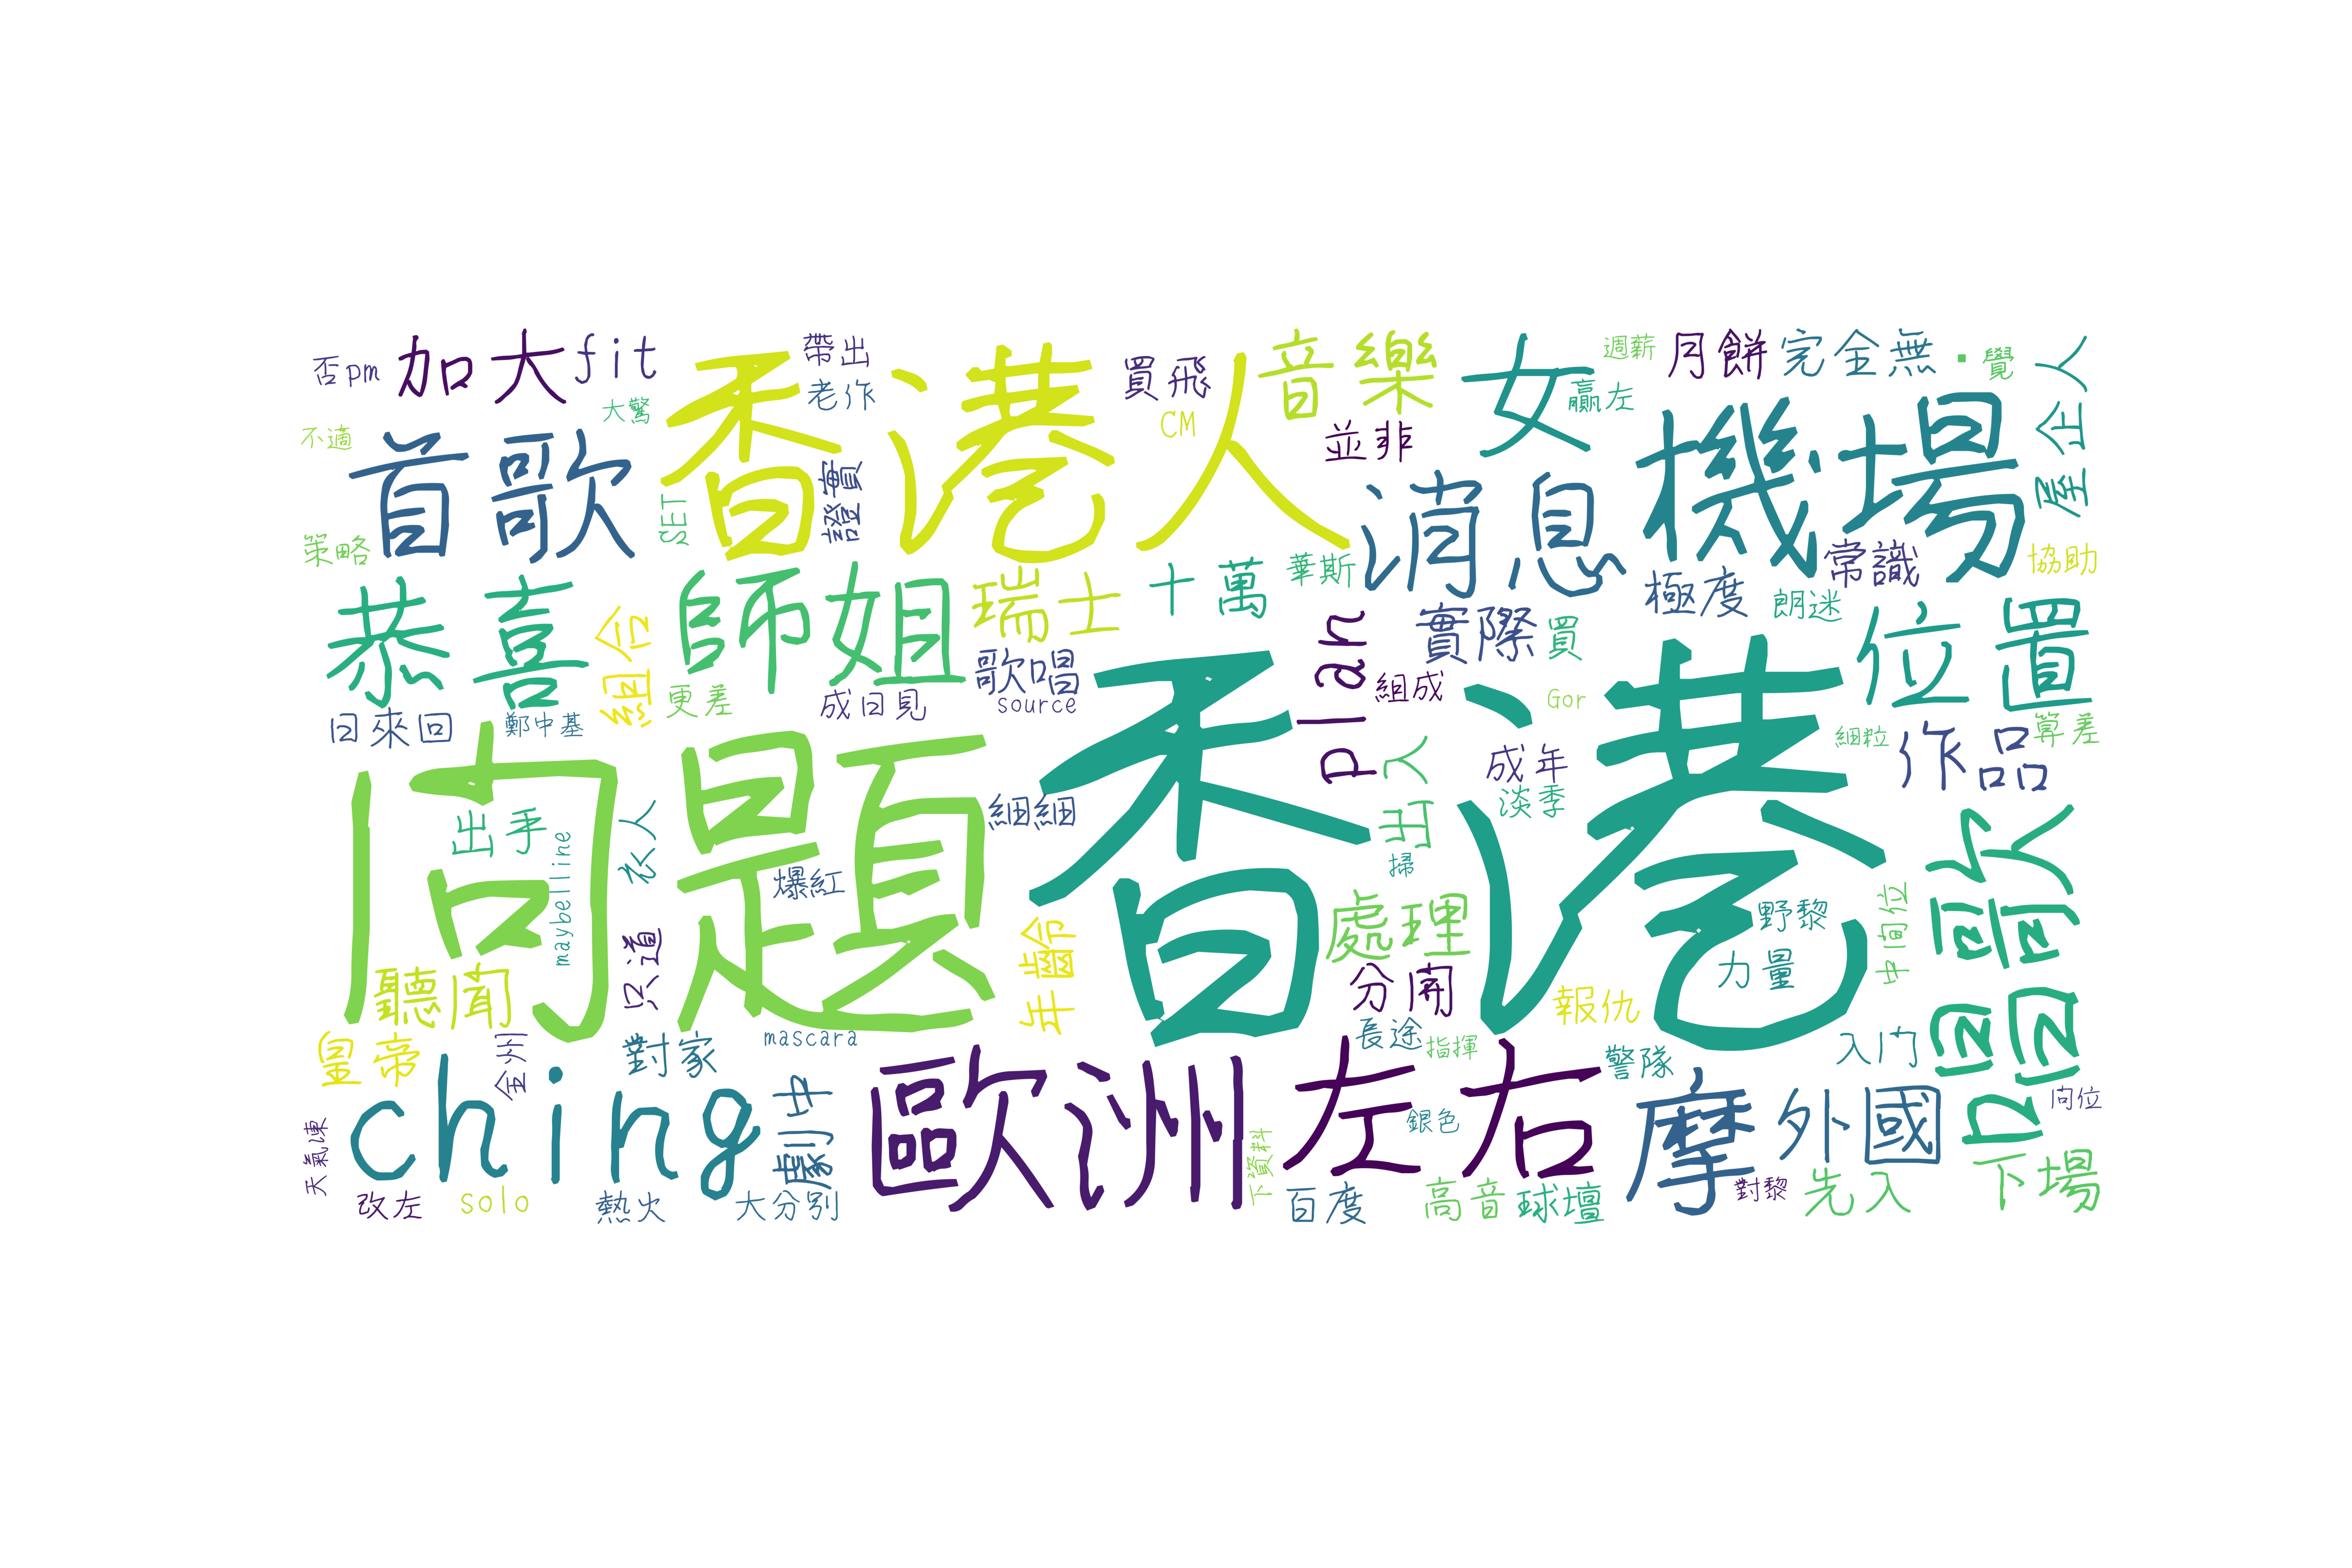 否pm
加大
fit
香港人
帶出
老作
買飛
CM
音樂
女
週薪
贏左
月餅
完全無
覺
屋企人
大驚
不適
首歌
SET
證實
並非
消息
機場
策略
常識
協助
恭喜
組合
師姐
瑞士
十萬
華斯
plan
實際
買
極度
朗迷
位置
歌唱
source
更差
成日見
組成
Gor
日來回
鄭中基
細粒
作品
算差
問題
香港
出手
maybelline
衣人
爆紅
細細
出入
掃
成年
淡季
唱歌
只道
年齡
處理
分開
野黎
力量
中間位
聽聞
皇帝
金州
對家
mascara
長途
指揮
報仇
警隊
入門
ching
劇中
歐洲
左右
銀色
摩
外國
向位
天氣凍
改左
solo
熱火
大分別
下資料
百度
高音
球壇
對黎
先入
下場